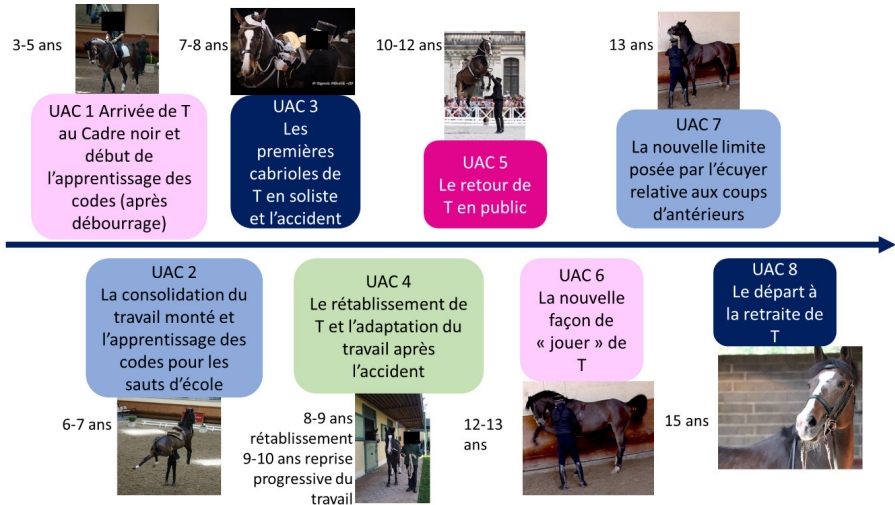 3-5 ans
UAC 1 Arrivée de T
au Cadre noir et
début de
l’apprentissage des
codes (après
débourrage)
7-8 ans
UAC 3
Les
premières
cabrioles de
T en soliste
et l’accident
10-12 ans
UAC 5
Le retour de
T en public
13 ans
UAC 7
La nouvelle limite
posée par l’écuyer
relative aux coups
d’antérieurs
UAC 2
La consolidation du
travail monté et
l’apprentissage des
codes pour les
sauts d’école
6-7 ans
UAC 4
Le rétablissement de
T et l’adaptation du
travail après
l’accident
8-9 ans
rétablissement
9-10 ans reprise
progressive du
travail
UAC 6
La nouvelle
façon de
« jouer » de
T
12-13
ans
UAC 8
Le départ à
la retraite de
T
15 ans